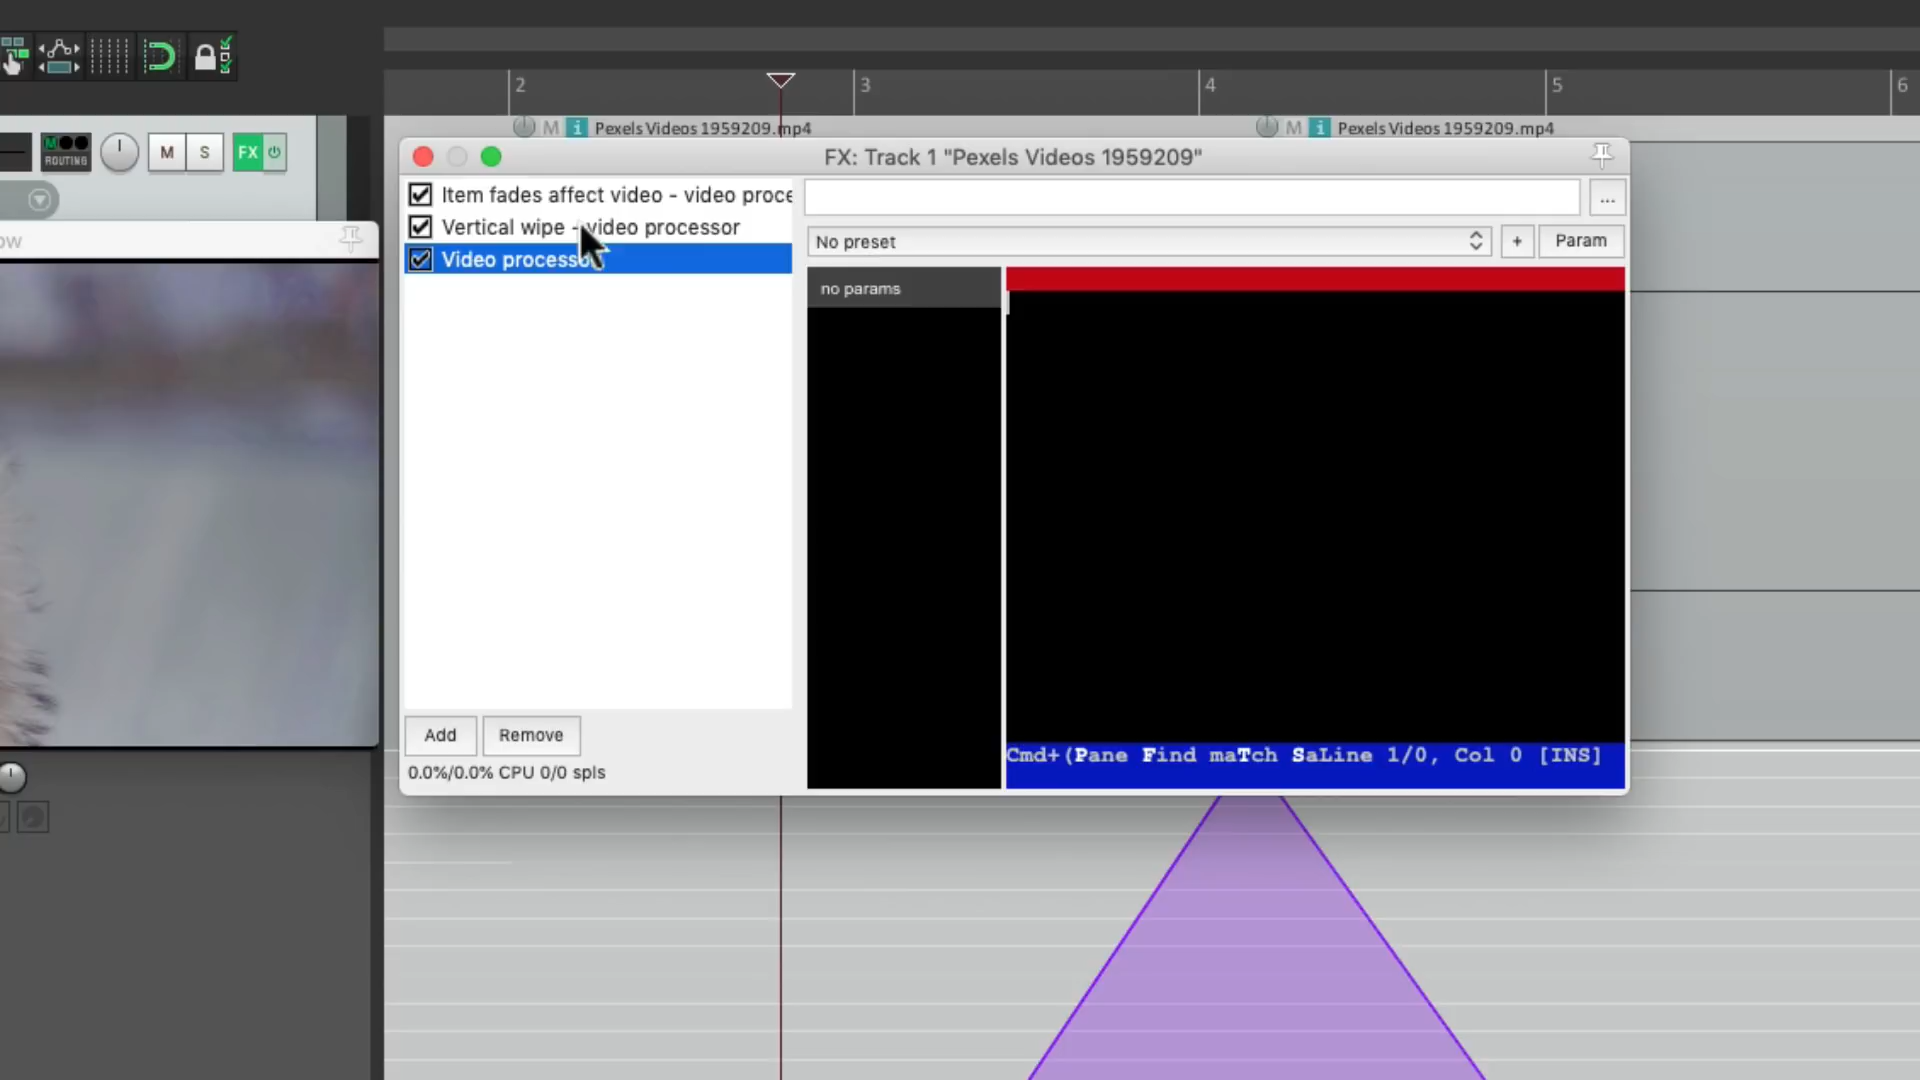 2
3
4
5
6
M
i
Pexels Videos 1959209.mp4
M
i
Pexels Videos 1959209.mp4
ROUTING
M
S
FX
ow
FX: Track 1 "Pexels Videos 1959209"
Item fades affect video - video proce
Vertical wipe - video processor
Video processor
...
No preset
+
Param
no params
Add
Remove
0.0%/0.0% CPU 0/0 spls
Cmd+(Pane Find maTch SaLine 1/0, Col 0 [INS]